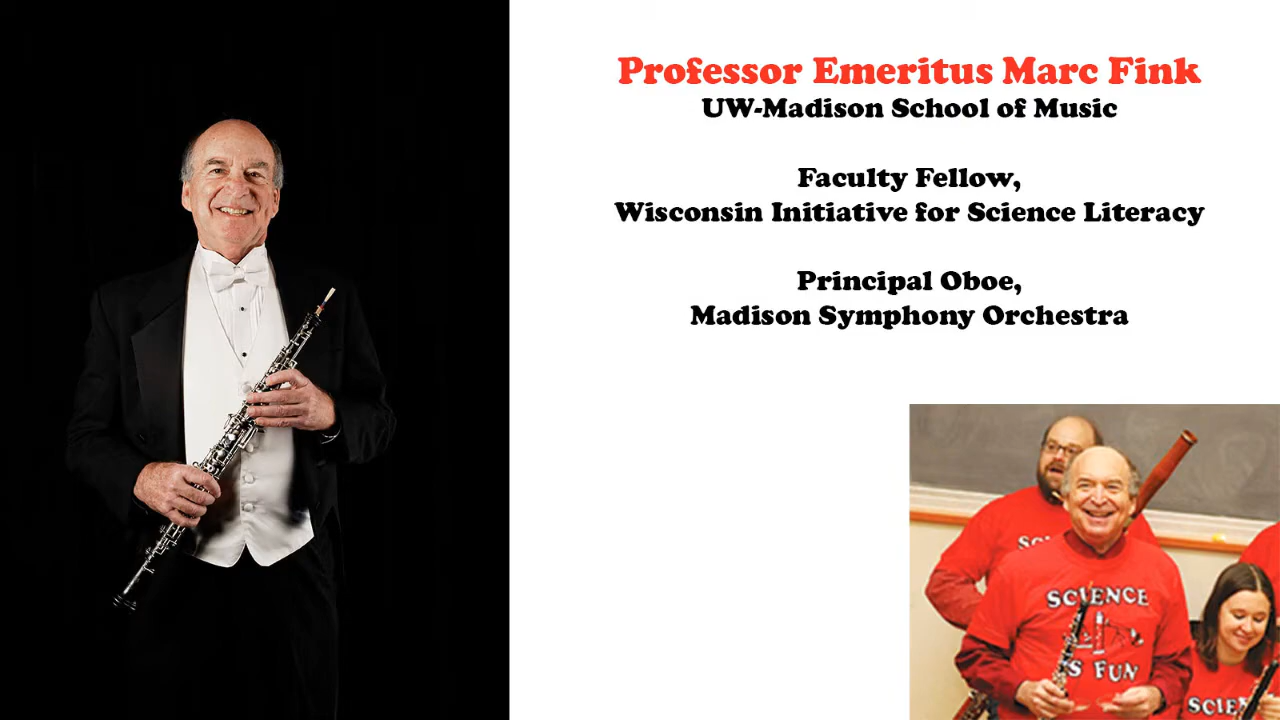 Professor Emeritus Marc Fink
UW-Madison School of Music
Faculty Fellow,
Wisconsin Initiative for Science Literacy
Principal Oboe,
Madison Symphony Orchestra
SCIENCE
IS FUN